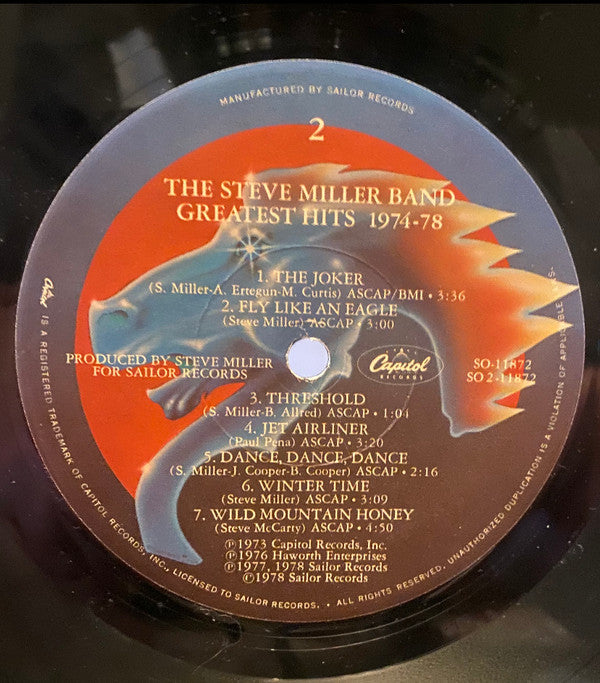 MANUFACTURED BY SAILOR RECORDS
2
THE STEVE MILLER BAND
GREATEST HITS 1974-78
1. THE JOKER
(S. Miller-A. Ertegun-M. Curtis) ASCAP/BMI • 3:36
2. FLY LIKE AN EAGLE
(Steve Miller) ASCAP • 3:00
PRODUCED BY STEVE MILLER
FOR SAILOR RECORDS
Capitol
RECORDS
SO-11872
SO 2-11872
3. THRESHOLD
(S. Miller-B. Allred) ASCAP • 1:04
4. JET AIRLINER
(Paul Pena) ASCAP • 3:20
5. DANCE, DANCE, DANCE
(S. Miller-J. Cooper-B. Cooper) ASCAP • 2:16
6. WINTER TIME
(Steve Miller) ASCAP • 3:09
7. WILD MOUNTAIN HONEY
(Steve McCarty) ASCAP • 4:50
℗1973 Capitol Records, Inc.
℗1976 Haworth Enterprises
℗1977, 1978 Sailor Records
©1978 Sailor Records
Capitol IS A REGISTERED TRADEMARK OF CAPITOL RECORDS, INC., LICENSED TO SAILOR RECORDS. • ALL RIGHTS RESERVED. UNAUTHORIZED DUPLICATION IS A VIOLATION OF APPLICABLE LAWS.